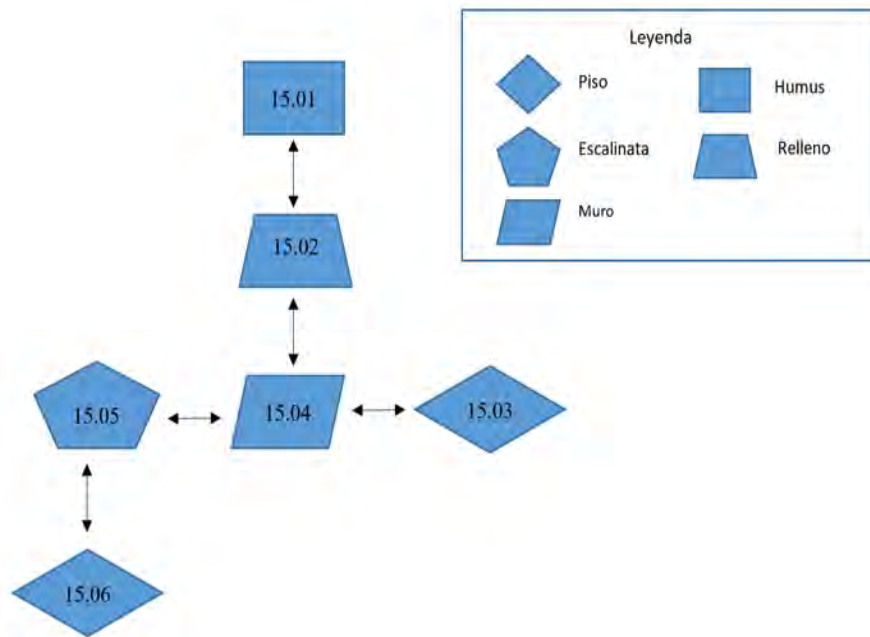 Leyenda
Piso
Humus
Escalinata
Relleno
Muro
15.01
15.02
15.05
15.04
15.03
15.06